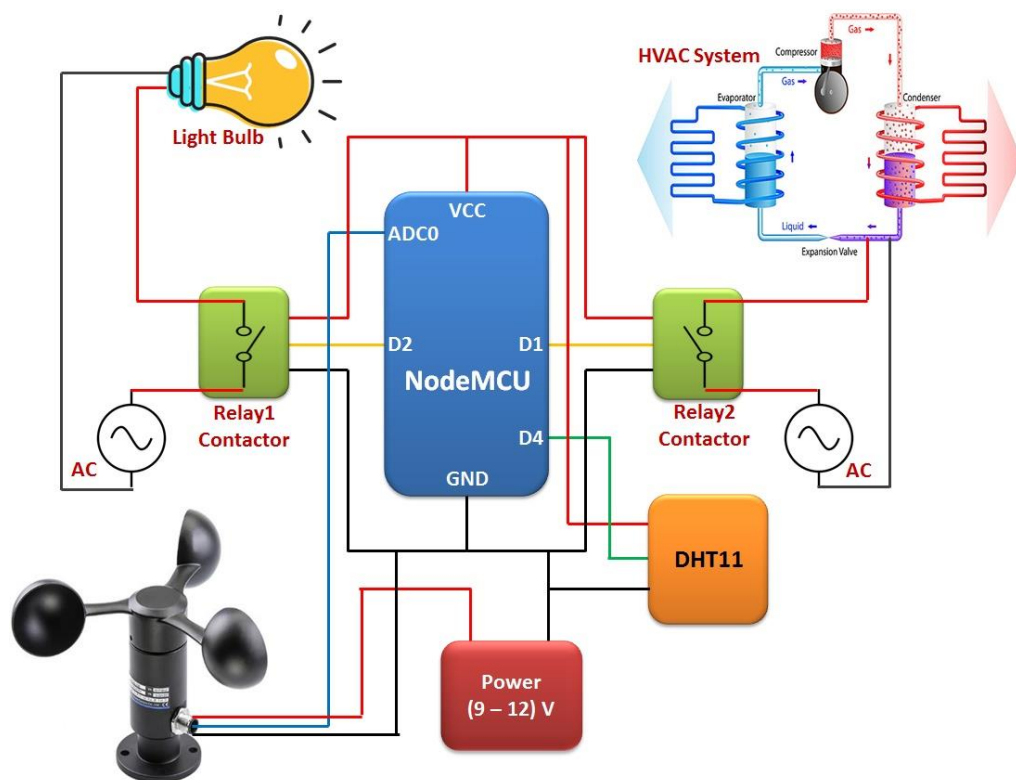 Light Bulb
HVAC System
Compressor
Gas
Gas
Evaporator
Condenser
Liquid
Expansion Valve
VCC
ADC0
D2
D1
NodeMCU
D4
GND
Relay1
Contactor
AC
Relay2
Contactor
AC
DHT11
Power
(9 – 12) V